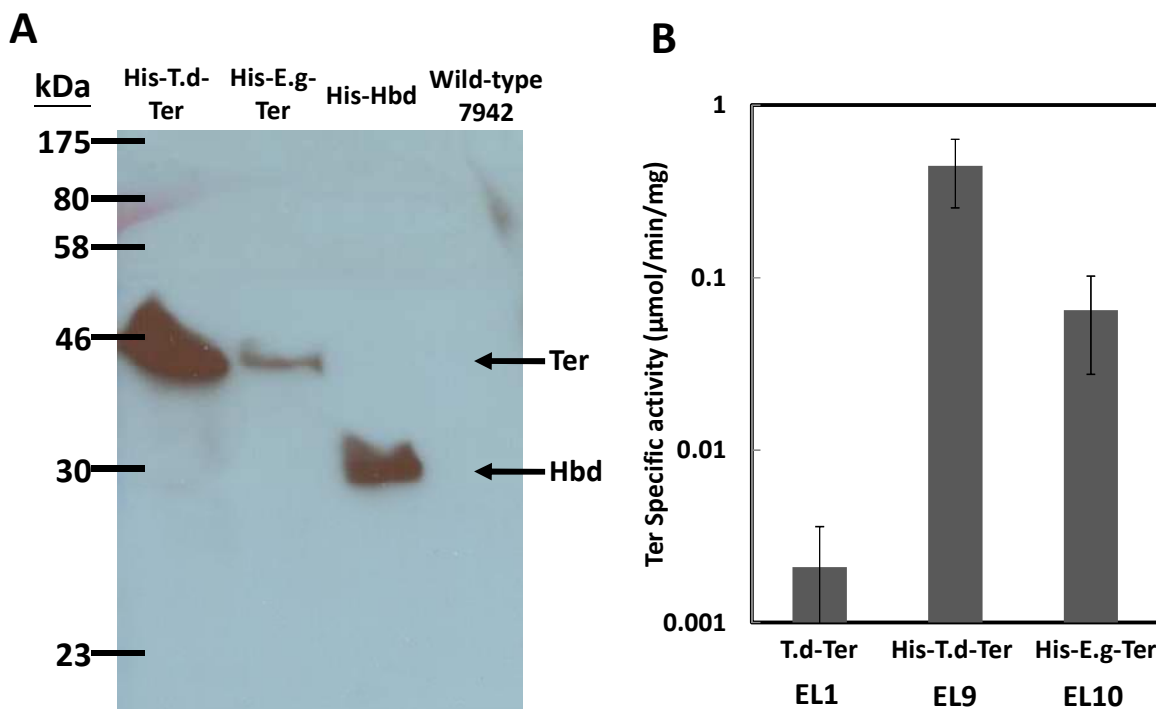 A
kDa
His-T.d-
Ter
His-E.g-
Ter
His-Hbd
Wild-type
7942
175
80
58
46
30
23
Ter
Hbd
B
Ter Specific activity (μmol/min/mg)
1
0.1
0.01
0.001
T.d-Ter
His-T.d-Ter
His-E.g-Ter
EL1
EL9
EL10